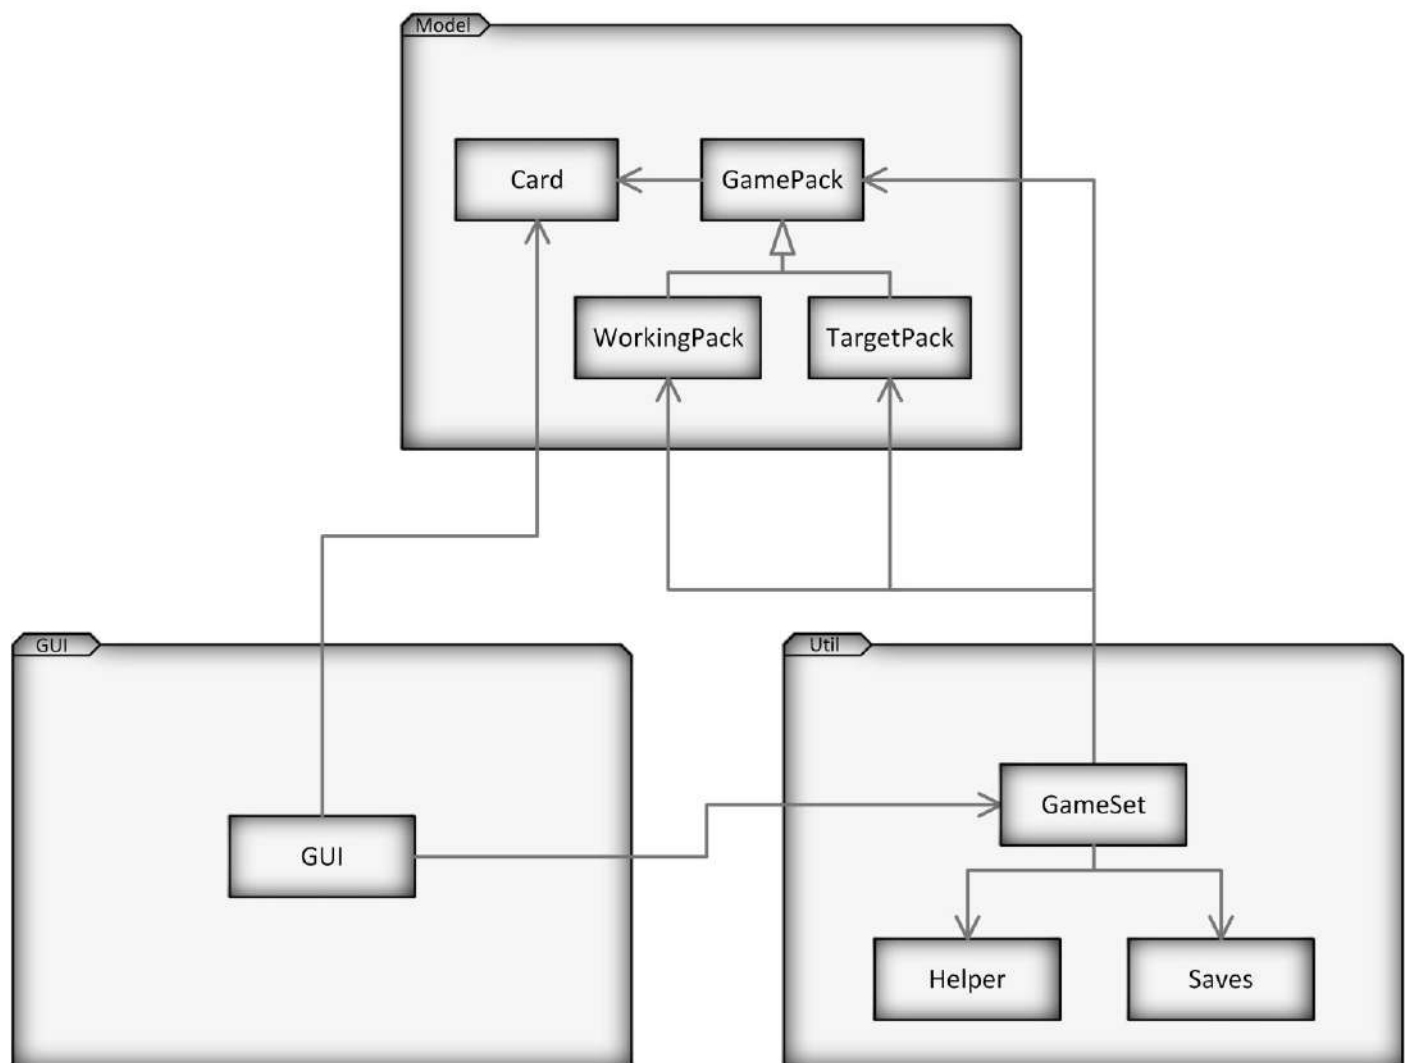 Model
Card
GamePack
WorkingPack
TargetPack
GUI
Util
GameSet
GUI
Helper
Saves